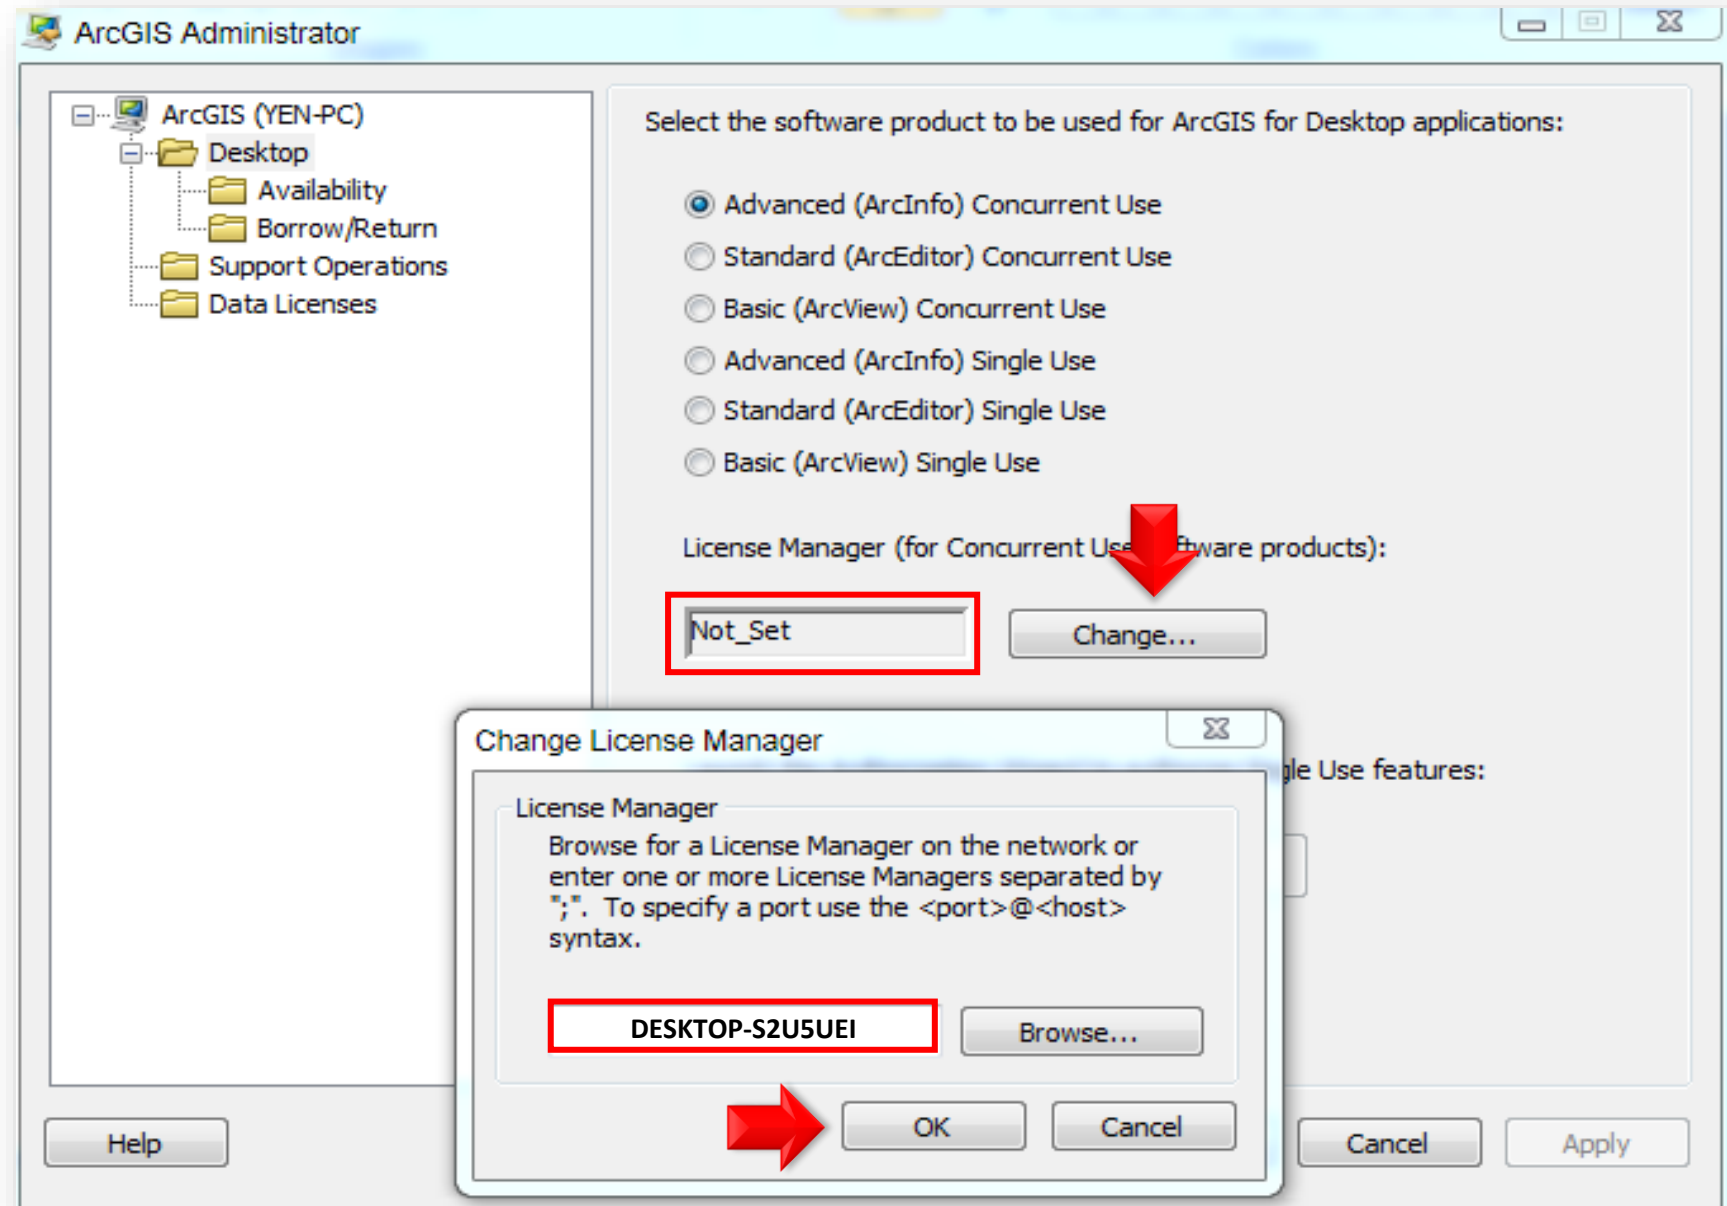 ArcGIS Administrator
ArcGIS (YEN-PC)
Desktop
Availability
Borrow/Return
Support Operations
Data Licenses
Select the software product to be used for ArcGIS for Desktop applications:
Advanced (ArcInfo) Concurrent Use
Standard (ArcEditor) Concurrent Use
Basic (ArcView) Concurrent Use
Advanced (ArcInfo) Single Use
Standard (ArcEditor) Single Use
Basic (ArcView) Single Use
License Manager (for Concurrent Use ftware products):
Not_Set
Change...
Change License Manager
gle Use features:
License Manager
Browse for a License Manager on the network or
enter one or more License Managers separated by
";". To specify a port use the <port>@<host>
syntax.
DESKTOP-S2U5UEI
Browse...
OK
Cancel
Help
Cancel
Apply